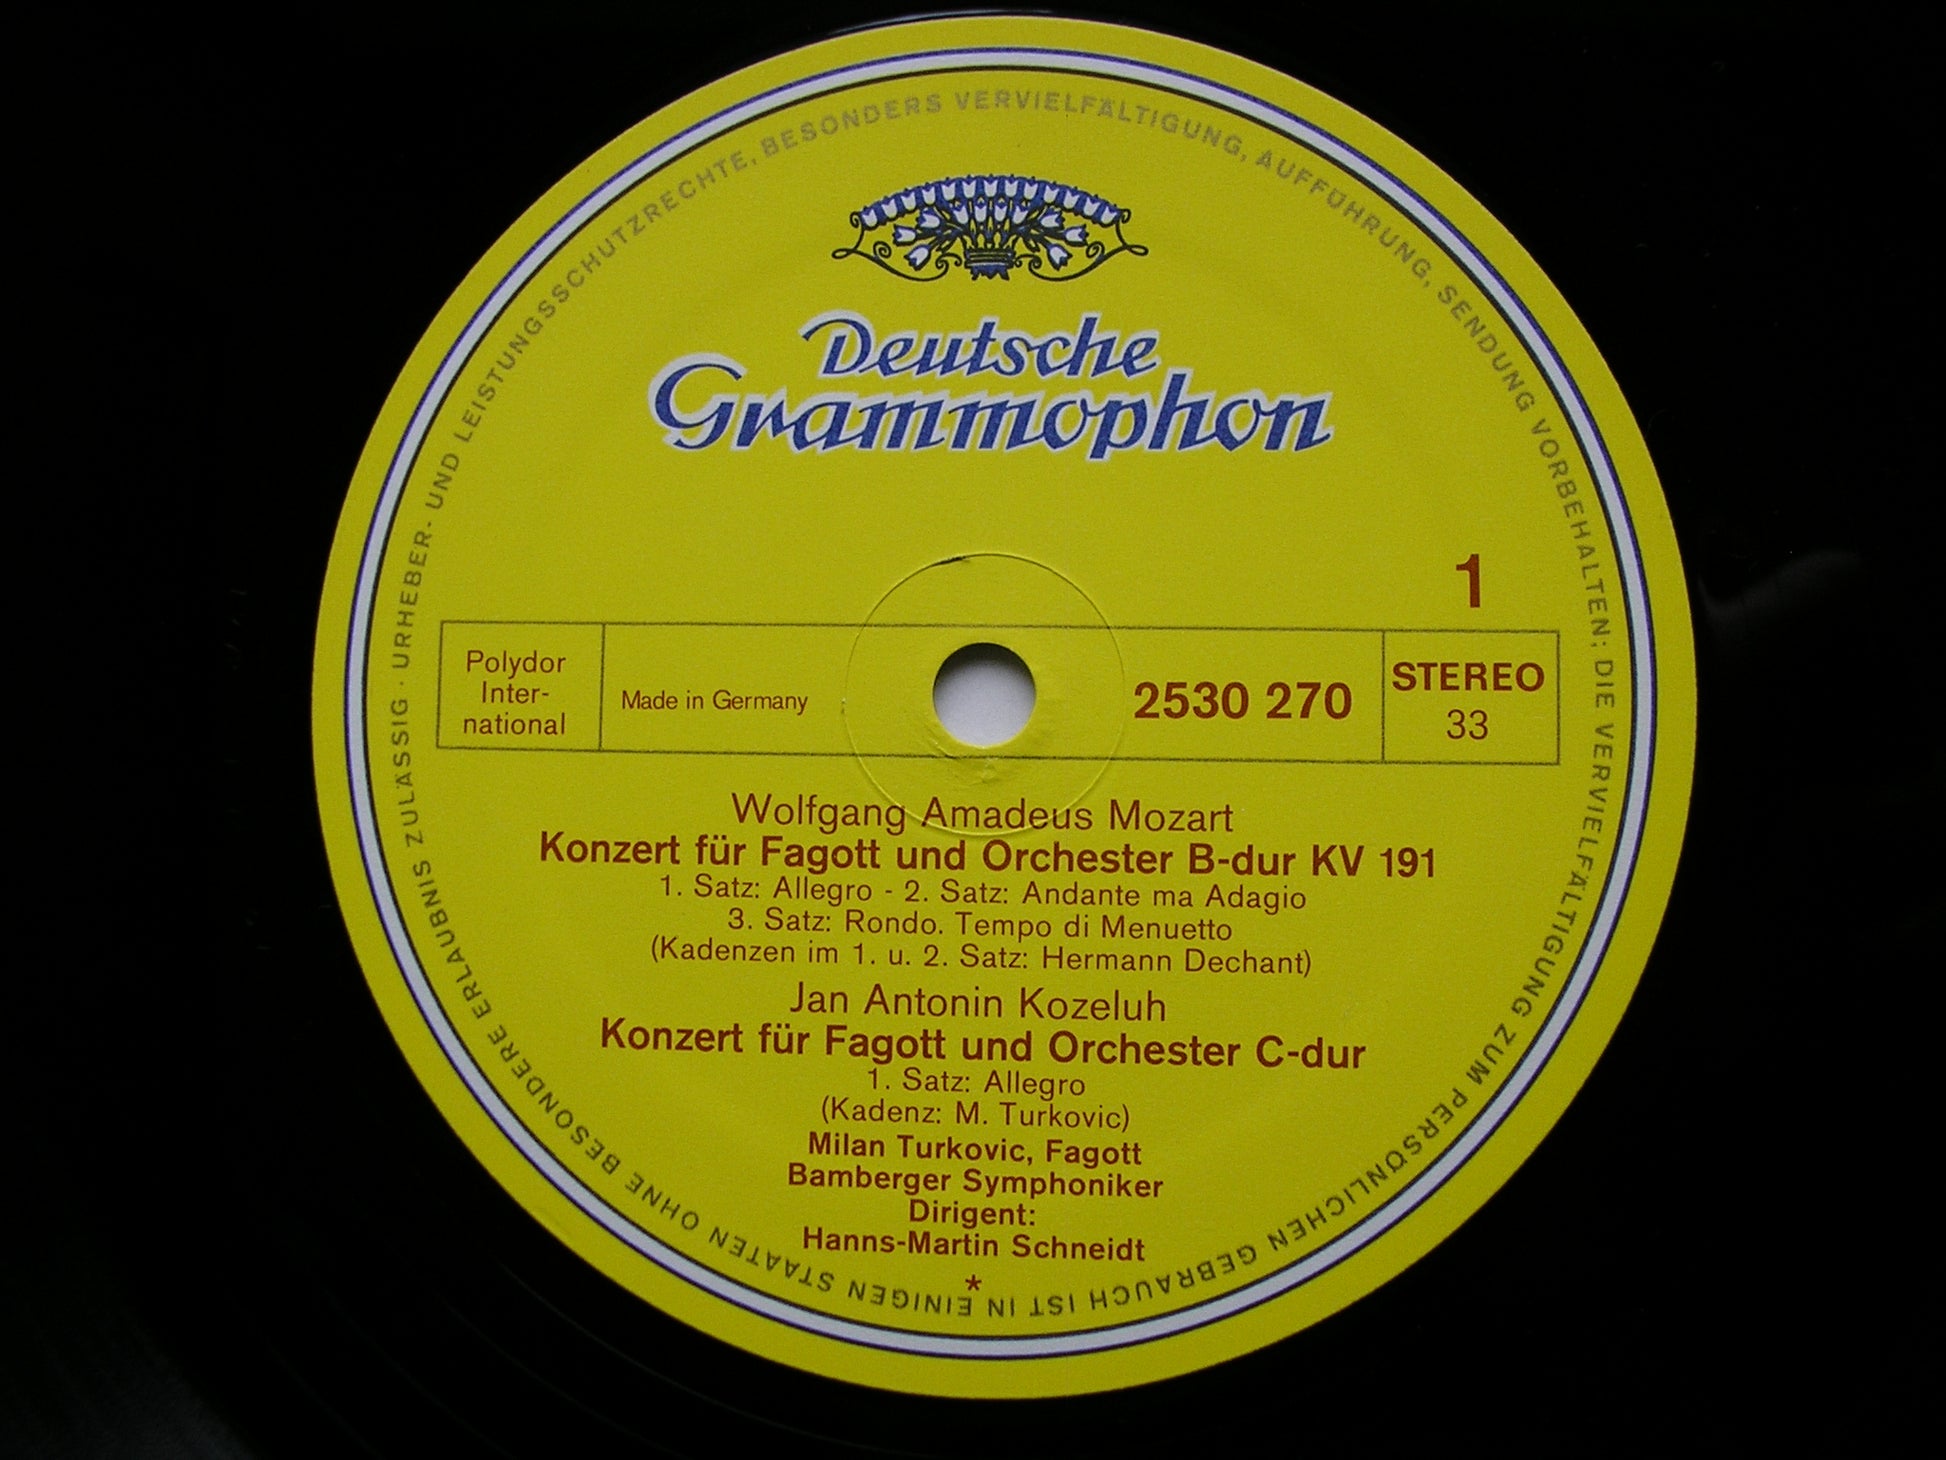 Deutsche
Grammophon
1
Polydor
Inter-
national
Made in Germany
2530 270
STEREO
33
Wolfgang Amadeus Mozart
Konzert für Fagott und Orchester B-dur KV 191
1. Satz: Allegro - 2. Satz: Andante ma Adagio
3. Satz: Rondo. Tempo di Menuetto
(Kadenzen im 1. u. 2. Satz: Hermann Dechant)
Jan Antonin Kozeluh
Konzert für Fagott und Orchester C-dur
1. Satz: Allegro
(Kadenz: M. Turkovic)
Milan Turkovic, Fagott
Bamberger Symphoniker
Dirigent:
Hanns-Martin Schneidt
*
· URHEBER- UND LEISTUNGSSCHUTZRECHTE, BESONDERS VERVIELFÄLTIGUNG, AUFFÜHRUNG, SENDUNG VORBEHALTEN; DIE VERVIELFÄLTIGUNG ZUM PERSÖNLICHEN GEBRAUCH IST IN EINIGEN STAATEN OHNE BESONDERE ERLAUBNIS ZULÄSSIG